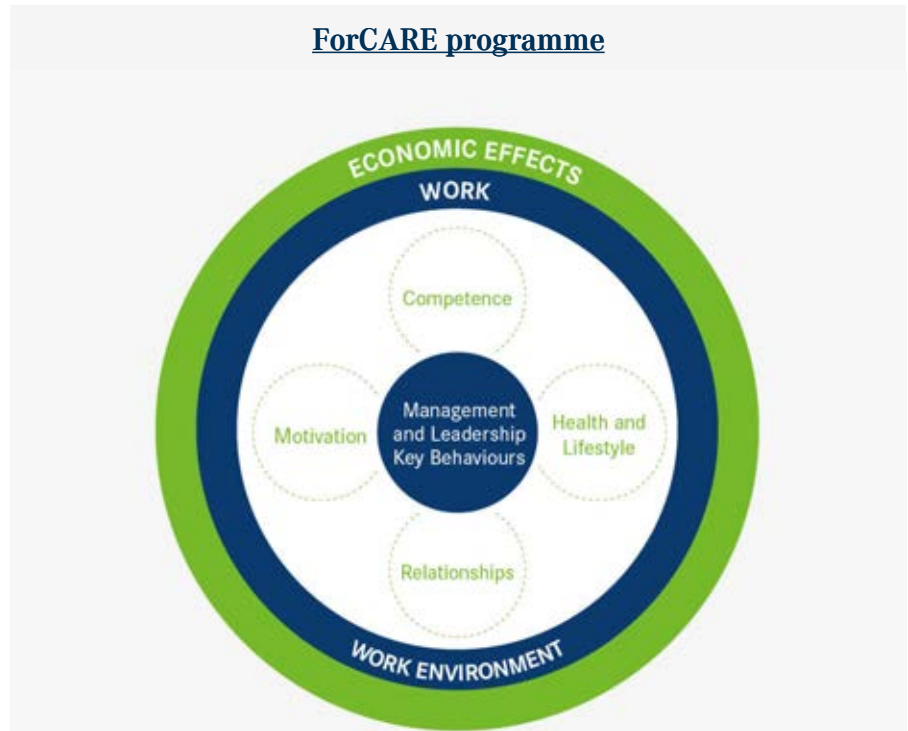 ForCARE programme
ECONOMIC EFFECTS
WORK
Competence
Motivation
Management
and Leadership
Key Behaviours
Health and
Lifestyle
Relationships
WORK ENVIRONMENT